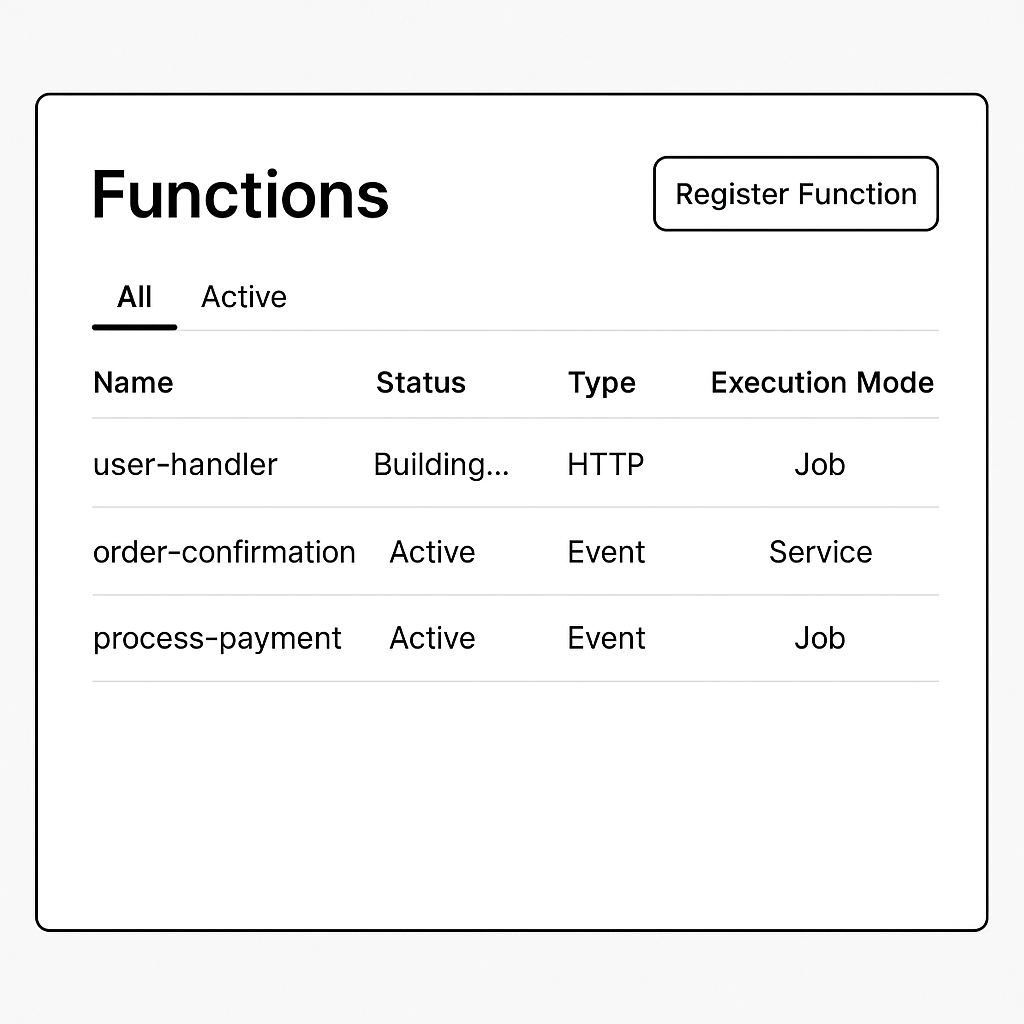 Functions
Register Function
All Active
Name Status Type Execution Mode
user-handler Building... HTTP Job
order-confirmation Active Event Service
process-payment Active Event Job